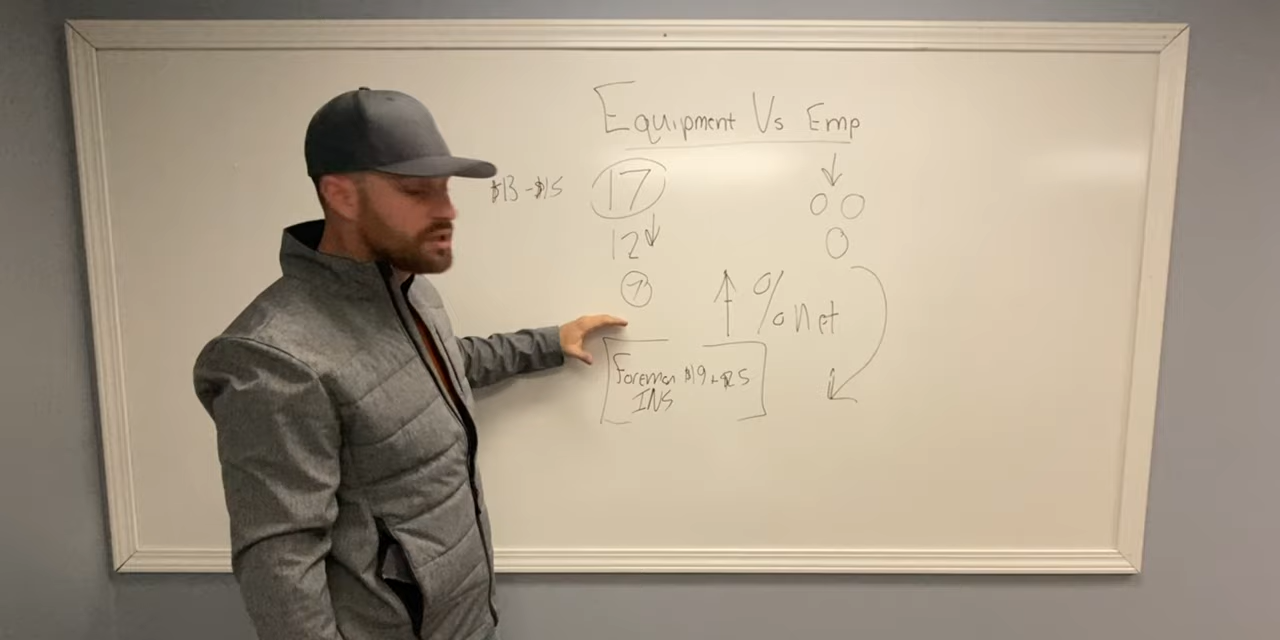 Equipment Vs Emp
$13-$15 17
12
7
% net
Foreman $19-$25
INS